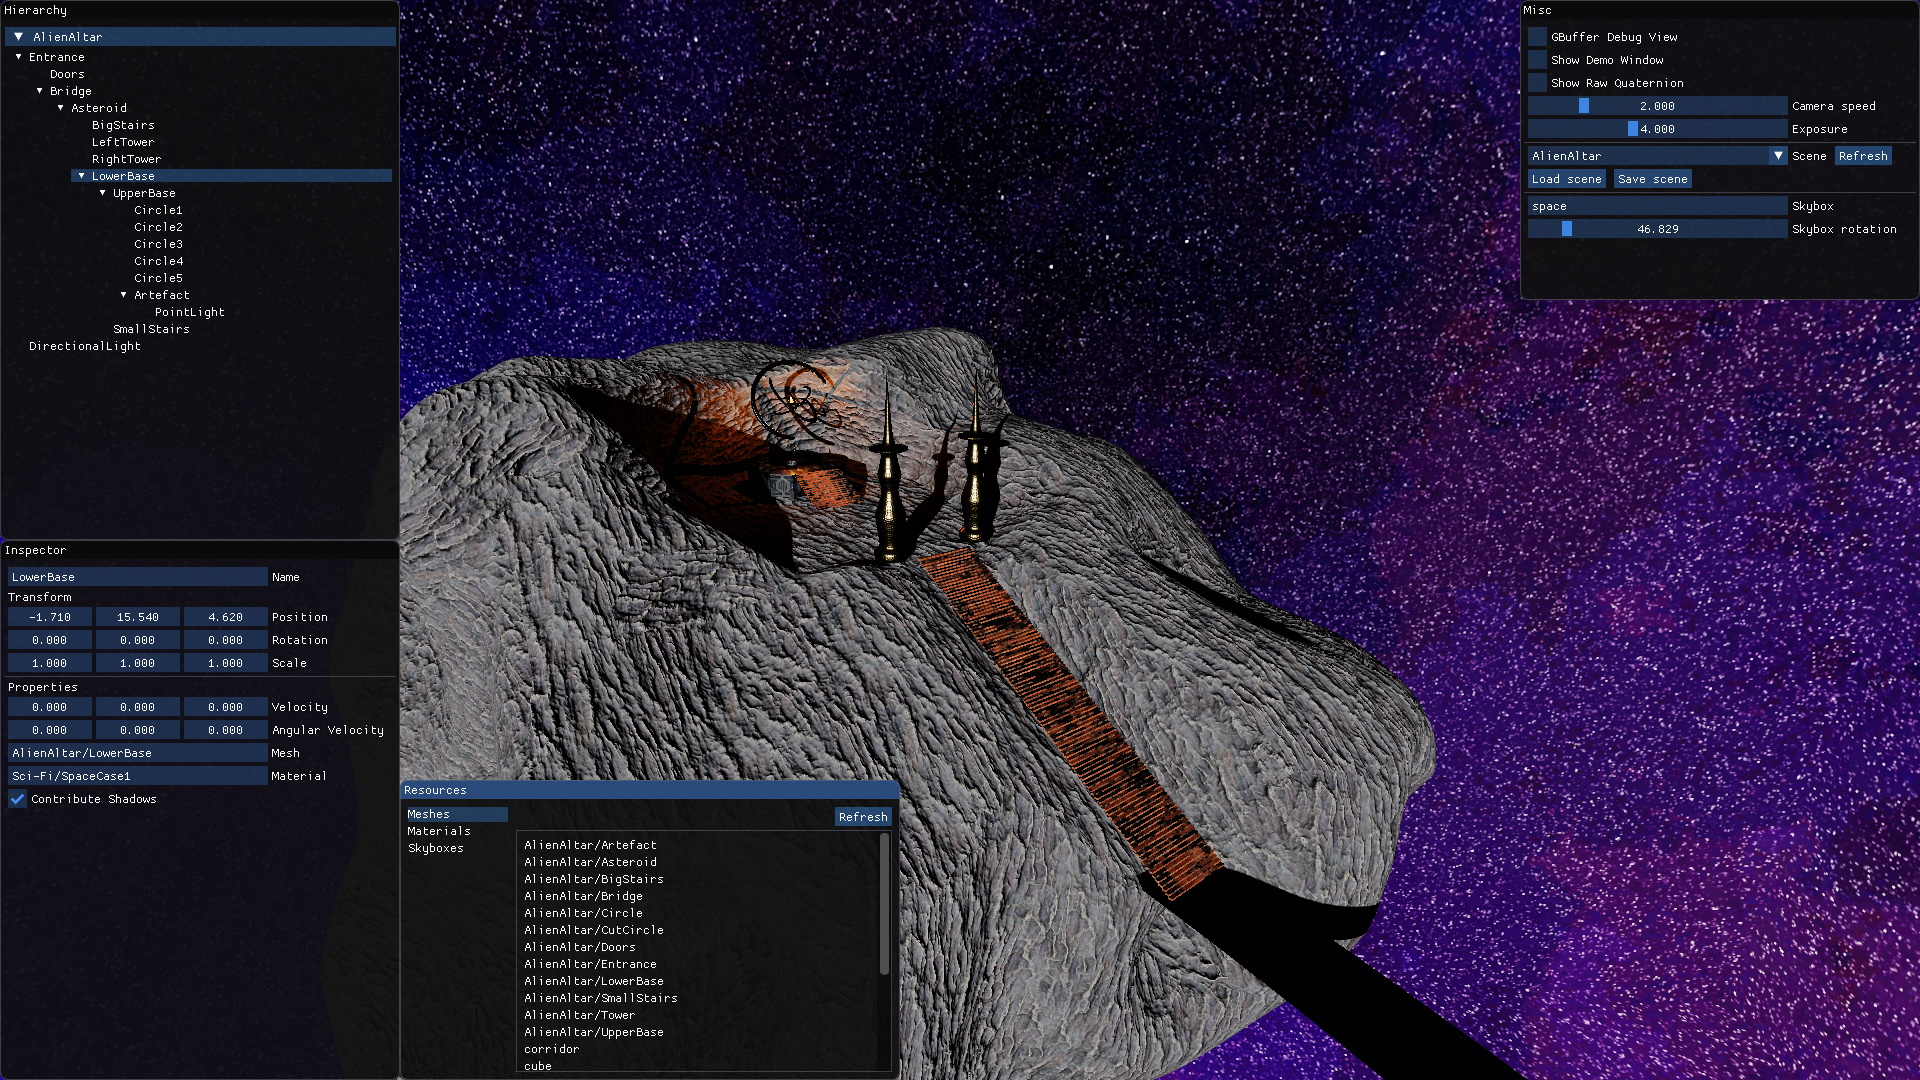 Hierarchy
AlienAltar
Entrance
Doors
Bridge
Asteroid
BigStairs
LeftTower
RightTower
LowerBase
UpperBase
Circle1
Circle2
Circle3
Circle4
Circle5
Artefact
PointLight
SmallStairs
DirectionalLight
Inspector
LowerBase Name
Transform
-1.710 15.540 4.620 Position
0.000 0.000 0.000 Rotation
1.000 1.000 1.000 Scale
Properties
0.000 0.000 0.000 Velocity
0.000 0.000 0.000 Angular Velocity
AlienAltar/LowerBase Mesh
Sci-Fi/SpaceCase1 Material
Contribute Shadows
Resources
Meshes
Materials
Skyboxes
Refresh
AlienAltar/Artefact
AlienAltar/Asteroid
AlienAltar/BigStairs
AlienAltar/Bridge
AlienAltar/Circle
AlienAltar/CutCircle
AlienAltar/Doors
AlienAltar/Entrance
AlienAltar/LowerBase
AlienAltar/SmallStairs
AlienAltar/Tower
AlienAltar/UpperBase
corridor
cube
Misc
GBuffer Debug View
Show Demo Window
Show Raw Quaternion
2.000 Camera speed
4.000 Exposure
AlienAltar Scene Refresh
Load scene Save scene
space Skybox
46.829 Skybox rotation